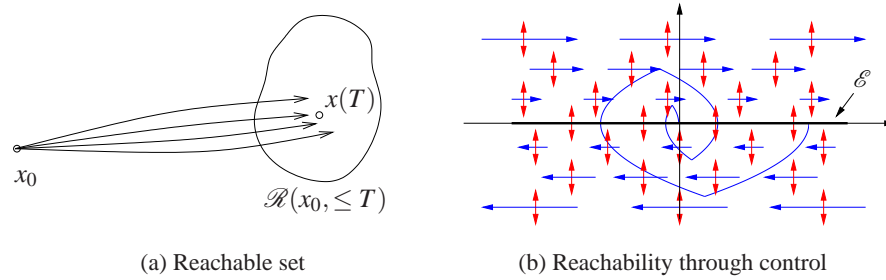 x(T)
x₀
ℛ(x₀, ≤ T)
ℰ
(a) Reachable set
(b) Reachability through control